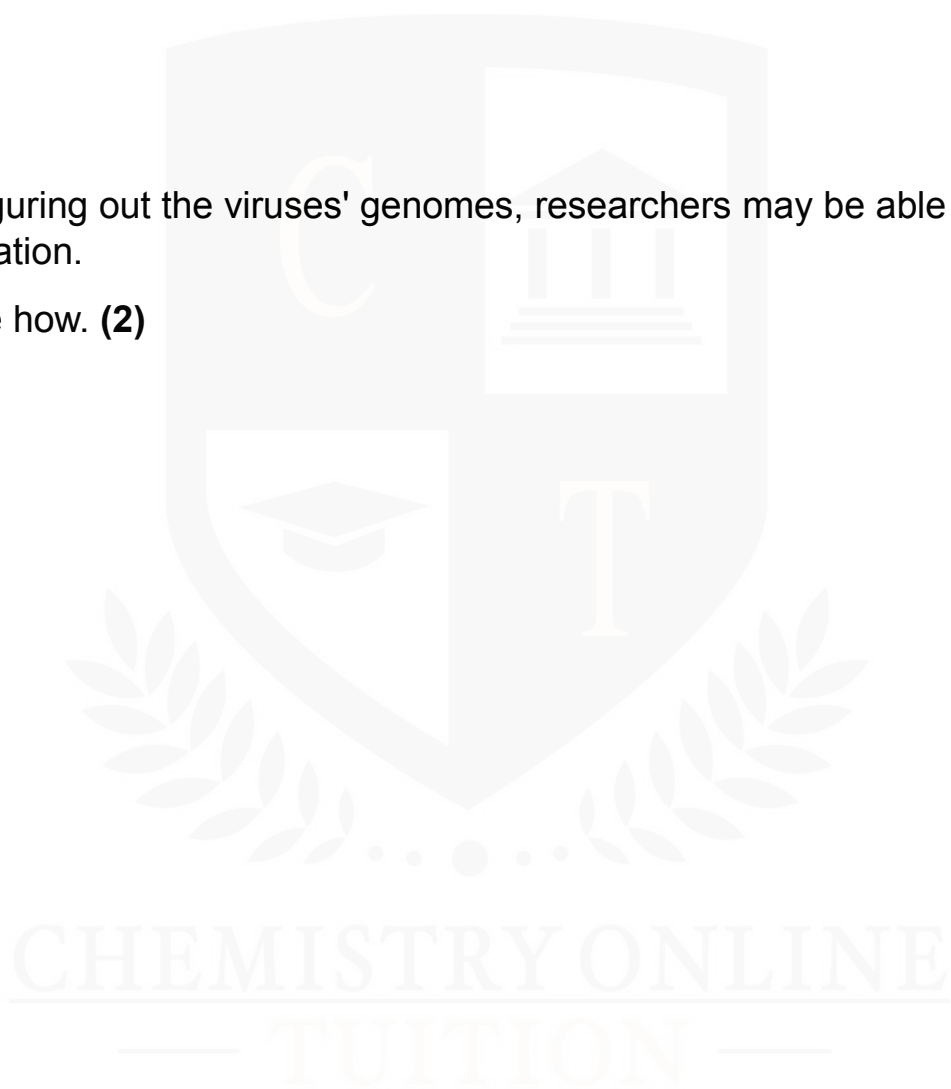 guring out the viruses' genomes, researchers may be able
ation.
e how. (2)
C
T
CHEMISTRY ONLINE
— TUITION —